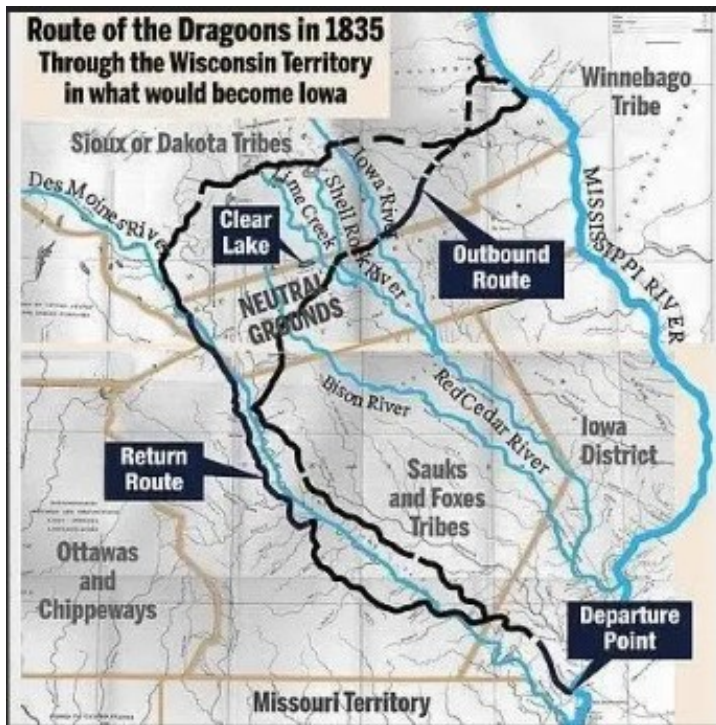 Route of the Dragoons in 1835
Through the Wisconsin Territory
in what would become Iowa
Winnebago
Tribe
Sioux or Dakota Tribes
Des Moines River
Lime Creek
Shell Rock River
Iowa River
MISSISSIPPI RIVER
Clear
Lake
Outbound
Route
NEUTRAL
GROUNDS
Bison River
Red Cedar River
Iowa
District
Return
Route
Sauks
and Foxes
Tribes
Ottawas
and
Chippeways
Departure
Point
Missouri Territory